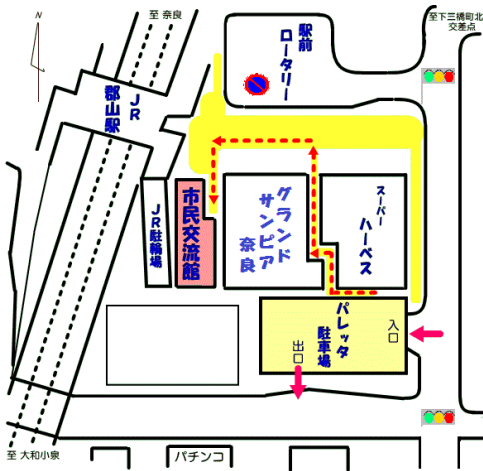 N
至 奈良
至下三橋町北
交差点
駅前
ロータリー
JR
郡山駅
JR駐輪場
市民交流館
グランド
サンピア
奈良
スーパー
ハーベス
パレッタ
駐車場
入口
出口
至 大和小泉
パチンコ